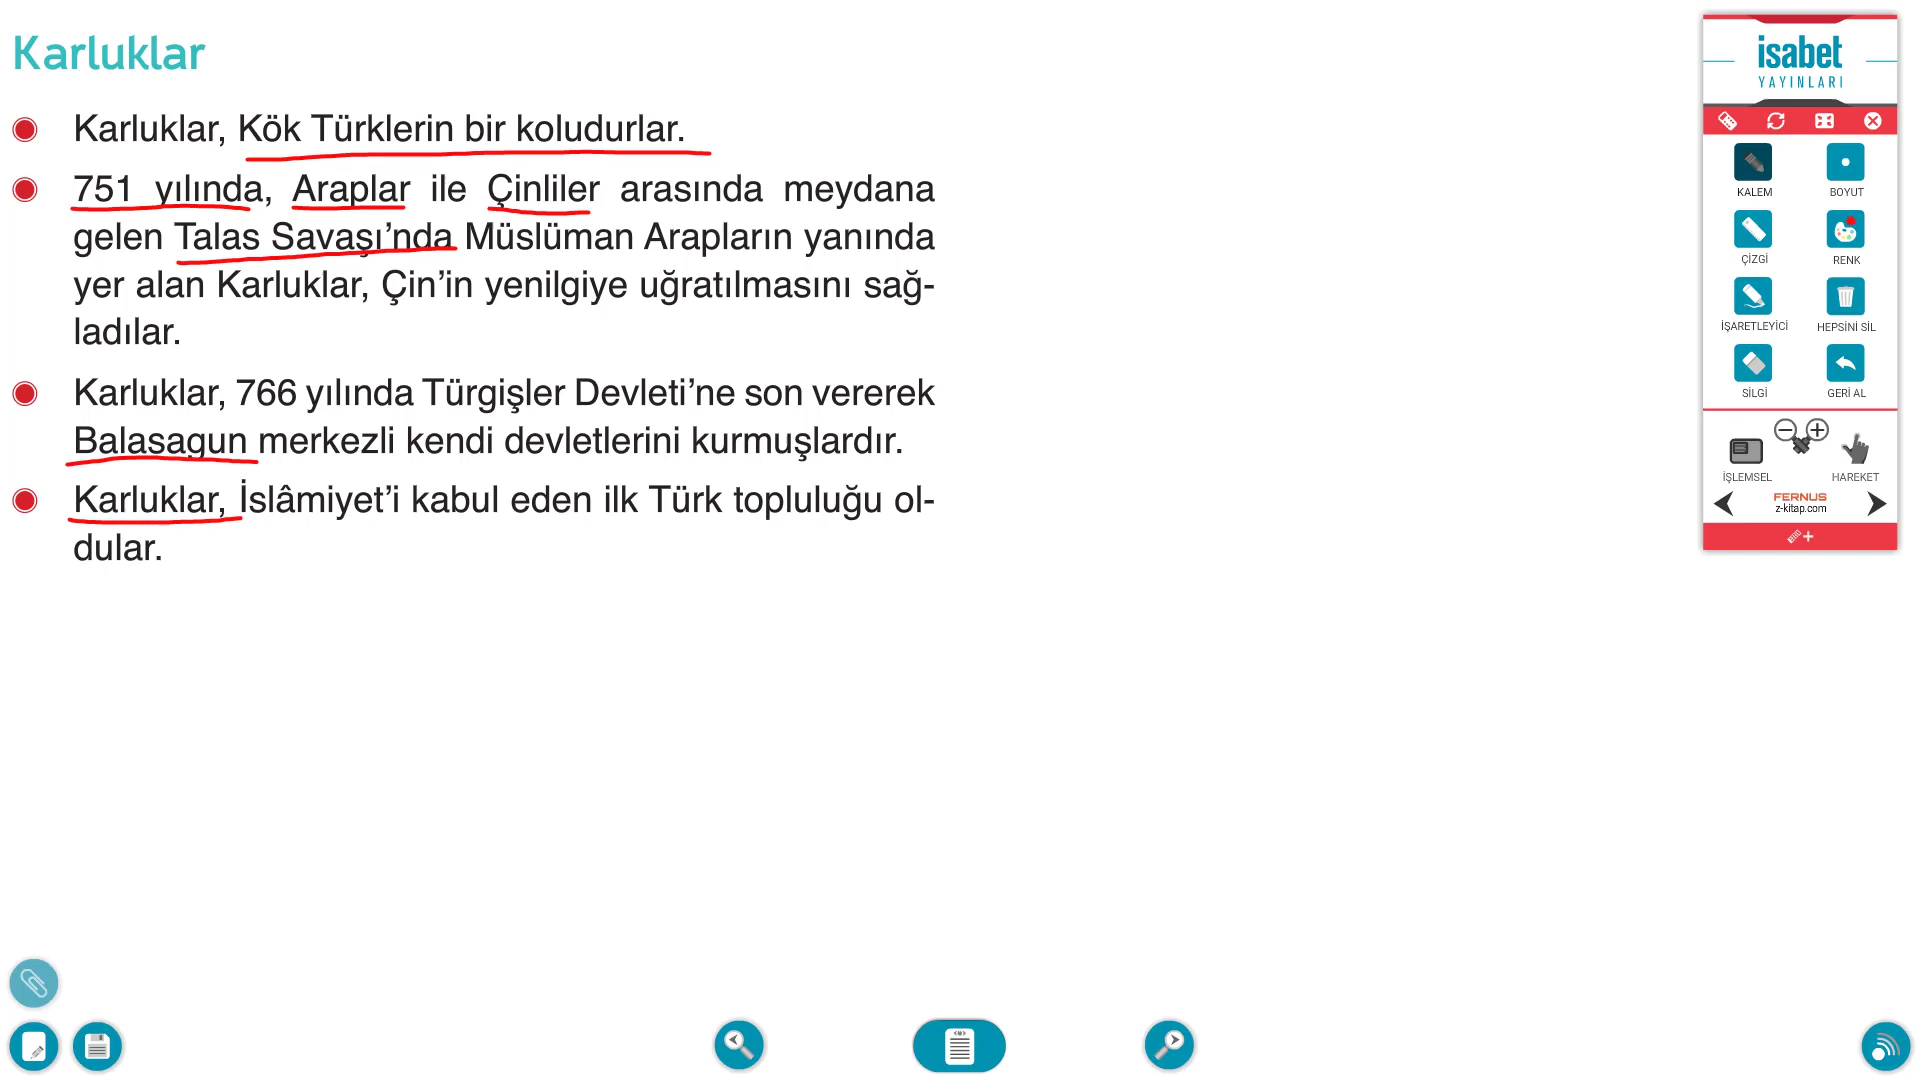 Karluklar
Karluklar, Kök Türklerin bir koludurlar.
751 yılında, Araplar ile Çinliler arasında meydana
gelen Talas Savaşı’nda Müslüman Arapların yanında
yer alan Karluklar, Çin’in yenilgiye uğratılmasını sağ-
ladılar.
Karluklar, 766 yılında Türgişler Devleti’ne son vererek
Balasagun merkezli kendi devletlerini kurmuşlardır.
Karluklar, İslâmiyet’i kabul eden ilk Türk topluluğu ol-
dular.
isabet
YAYINLARI
KALEM BOYUT
ÇİZGİ RENK
İŞARETLEYİCİ HEPSİNİ SİL
SİLGİ GERİ AL
İŞLEMSEL HAREKET
FERNUS
z-kitap.com